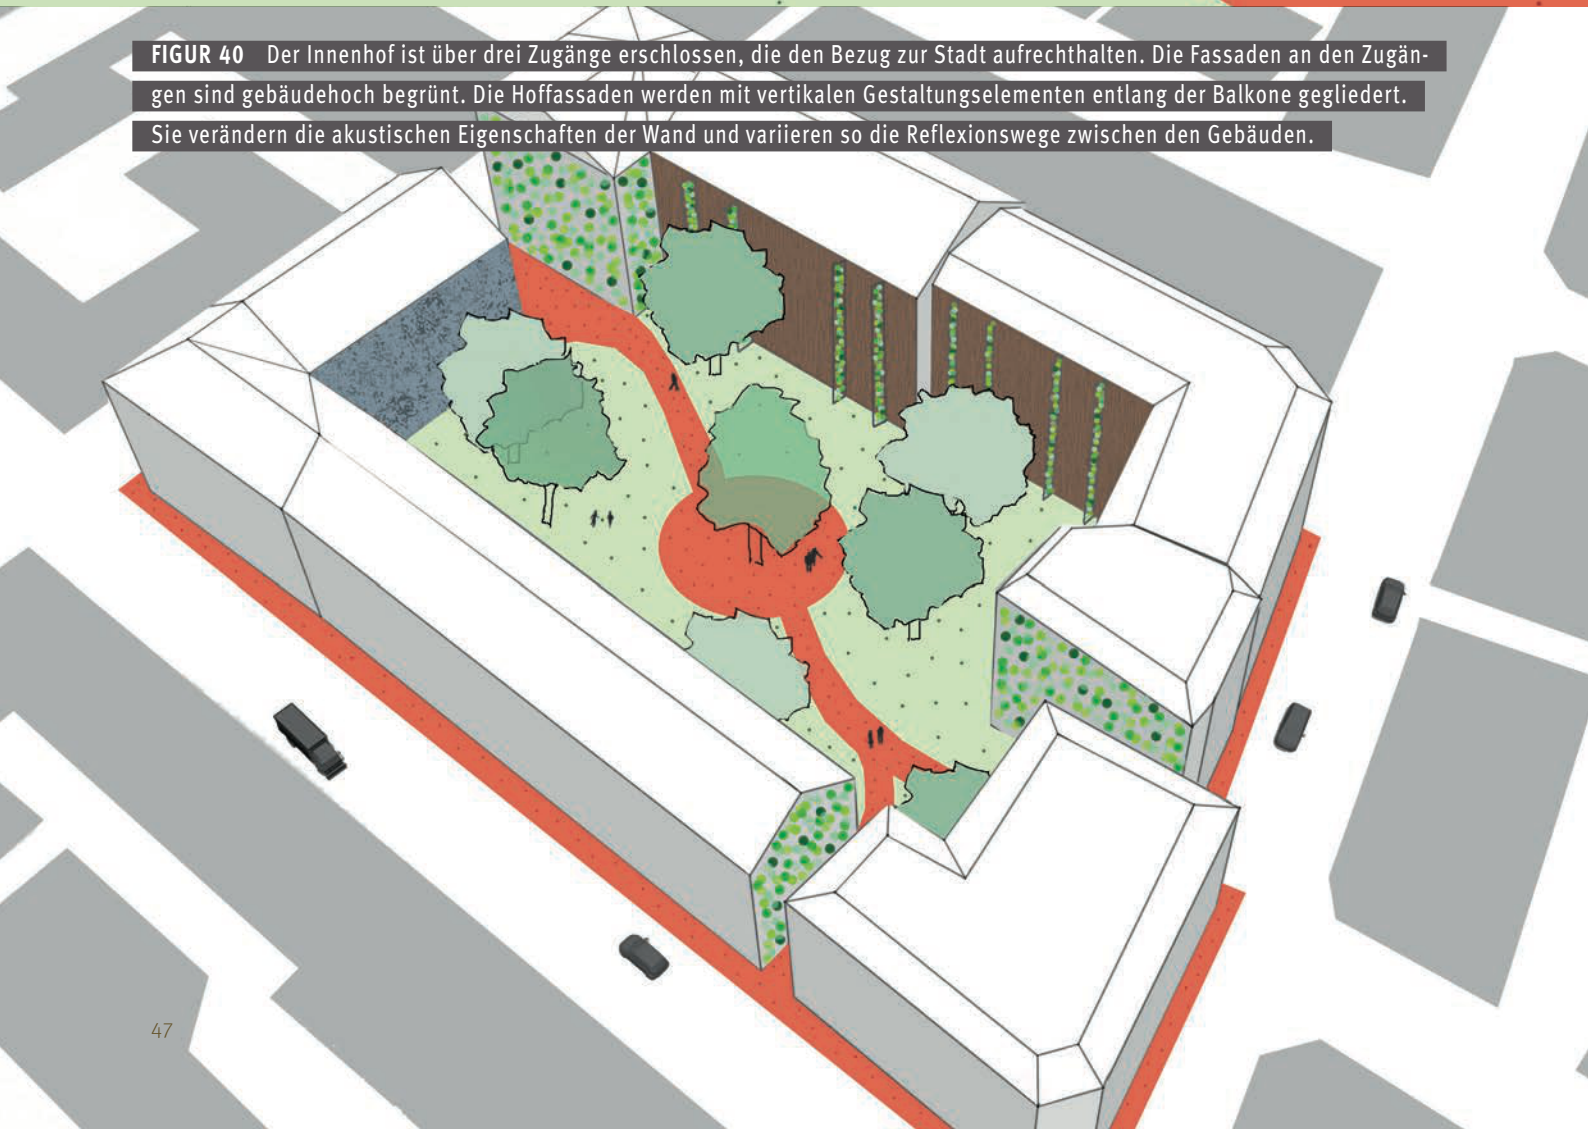 FIGUR 40 Der Innenhof ist über drei Zugänge erschlossen, die den Bezug zur Stadt aufrechthalten. Die Fassaden an den Zugän-
gen sind gebäudehoch begrünt. Die Hoffassaden werden mit vertikalen Gestaltungselementen entlang der Balkone gegliedert.
Sie verändern die akustischen Eigenschaften der Wand und variieren so die Reflexionswege zwischen den Gebäuden.
47